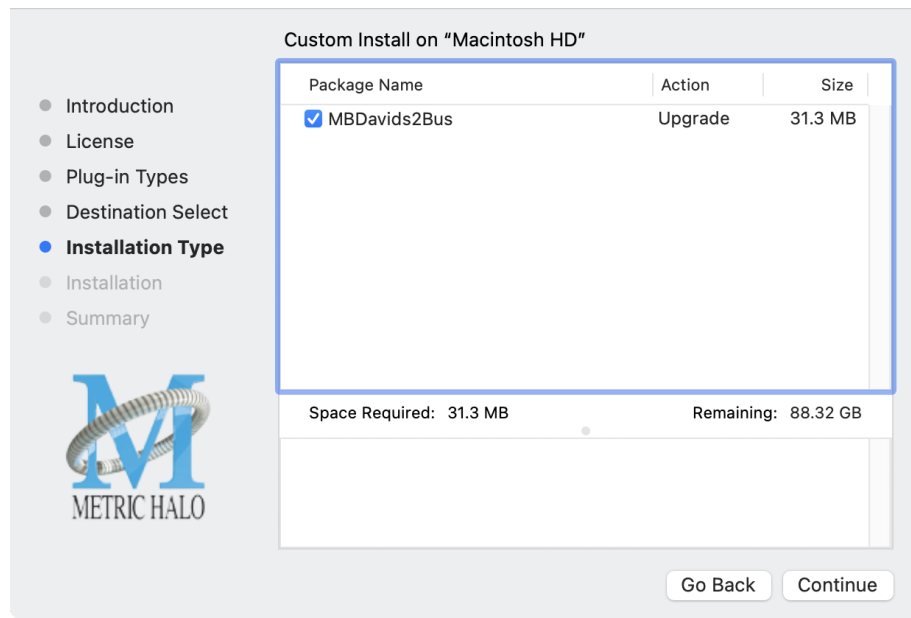 Custom Install on “Macintosh HD”
Package Name Action Size
MBDavids2Bus Upgrade 31.3 MB
Introduction
License
Plug-in Types
Destination Select
Installation Type
Installation
Summary
Space Required: 31.3 MB Remaining: 88.32 GB
M
METRIC HALO
Go Back Continue